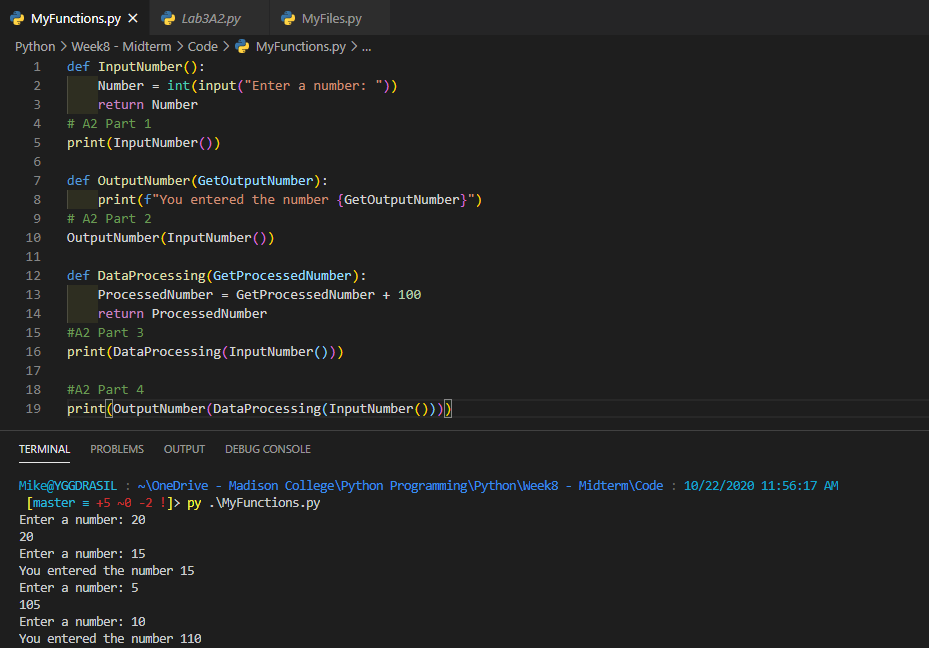 MyFunctions.py × Lab3A2.py MyFiles.py
Python > Week8 - Midterm > Code > MyFunctions.py > ...
1 def InputNumber():
2     Number = int(input("Enter a number: "))
3     return Number
4 # A2 Part 1
5 print(InputNumber())
6
7 def OutputNumber(GetOutputNumber):
8     print(f"You entered the number {GetOutputNumber}")
9 # A2 Part 2
10 OutputNumber(InputNumber())
11
12 def DataProcessing(GetProcessedNumber):
13     ProcessedNumber = GetProcessedNumber + 100
14     return ProcessedNumber
15 #A2 Part 3
16 print(DataProcessing(InputNumber()))
17
18 #A2 Part 4
19 print(OutputNumber(DataProcessing(InputNumber())))
TERMINAL PROBLEMS OUTPUT DEBUG CONSOLE
Mike@YGGDRASIL : ~\OneDrive - Madison College\Python Programming\Python\Week8 - Midterm\Code : 10/22/2020 11:56:17 AM
[master ≡ +5 ~0 -2 !]> py .\MyFunctions.py
Enter a number: 20
20
Enter a number: 15
You entered the number 15
Enter a number: 5
105
Enter a number: 10
You entered the number 110